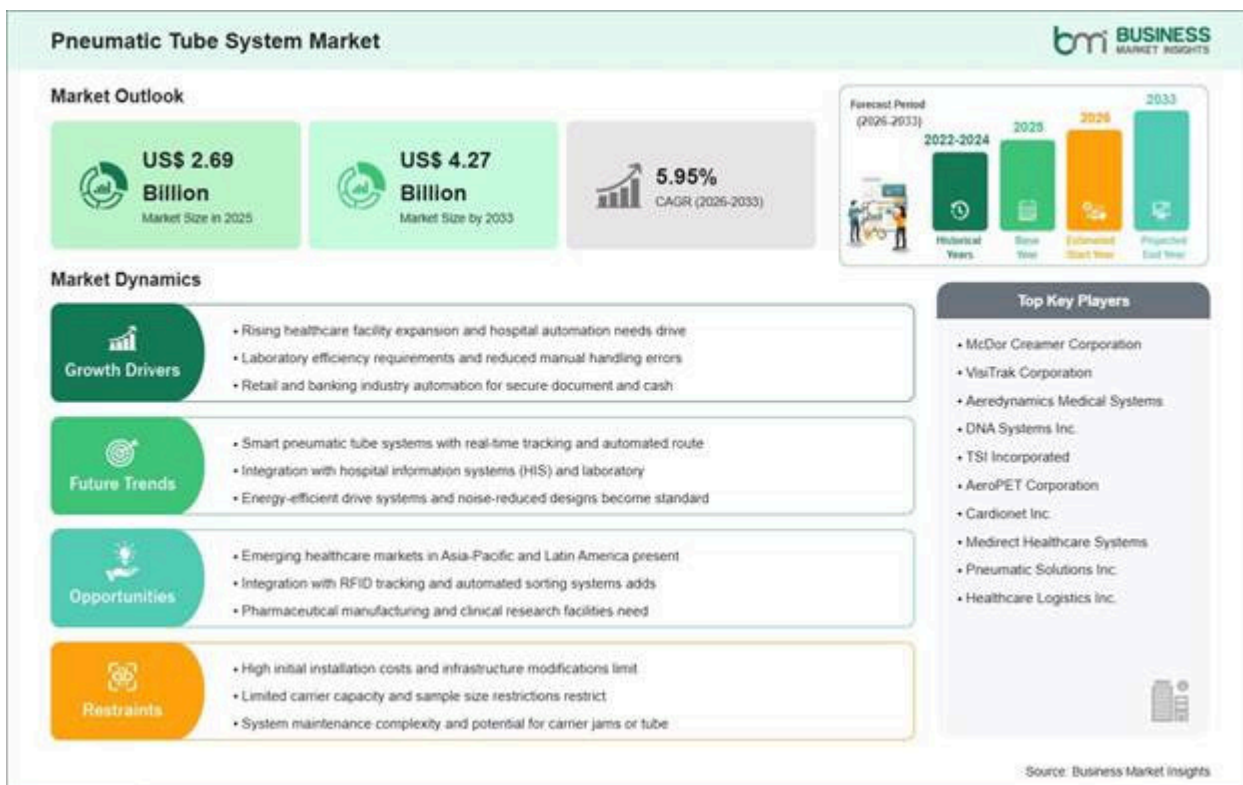 Pneumatic Tube System Market
bmi BUSINESS
MARKET INSIGHTS
Market Outlook
US$ 2.69
Billion
Market Size in 2025
US$ 4.27
Billion
Market Size by 2033
5.95%
CAGR (2026-2033)
Forecast Period
(2026-2033)
2022-2024
2025
2026
2033
Historical
Years
Base
Year
Estimated
Start Year
Projected
End Year
Market Dynamics
Growth Drivers
• Rising healthcare facility expansion and hospital automation needs drive
• Laboratory efficiency requirements and reduced manual handling errors
• Retail and banking industry automation for secure document and cash
Future Trends
• Smart pneumatic tube systems with real-time tracking and automated route
• Integration with hospital information systems (HIS) and laboratory
• Energy-efficient drive systems and noise-reduced designs become standard
Opportunities
• Emerging healthcare markets in Asia-Pacific and Latin America present
• Integration with RFID tracking and automated sorting systems adds
• Pharmaceutical manufacturing and clinical research facilities need
Restraints
• High initial installation costs and infrastructure modifications limit
• Limited carrier capacity and sample size restrictions restrict
• System maintenance complexity and potential for carrier jams or tube
Top Key Players
• McDor Creamer Corporation
• VisiTrak Corporation
• Aeredynamics Medical Systems
• DNA Systems Inc.
• TSI Incorporated
• AeroPET Corporation
• Cardionet Inc.
• Medirect Healthcare Systems
• Pneumatic Solutions Inc.
• Healthcare Logistics Inc.
Source: Business Market Insights